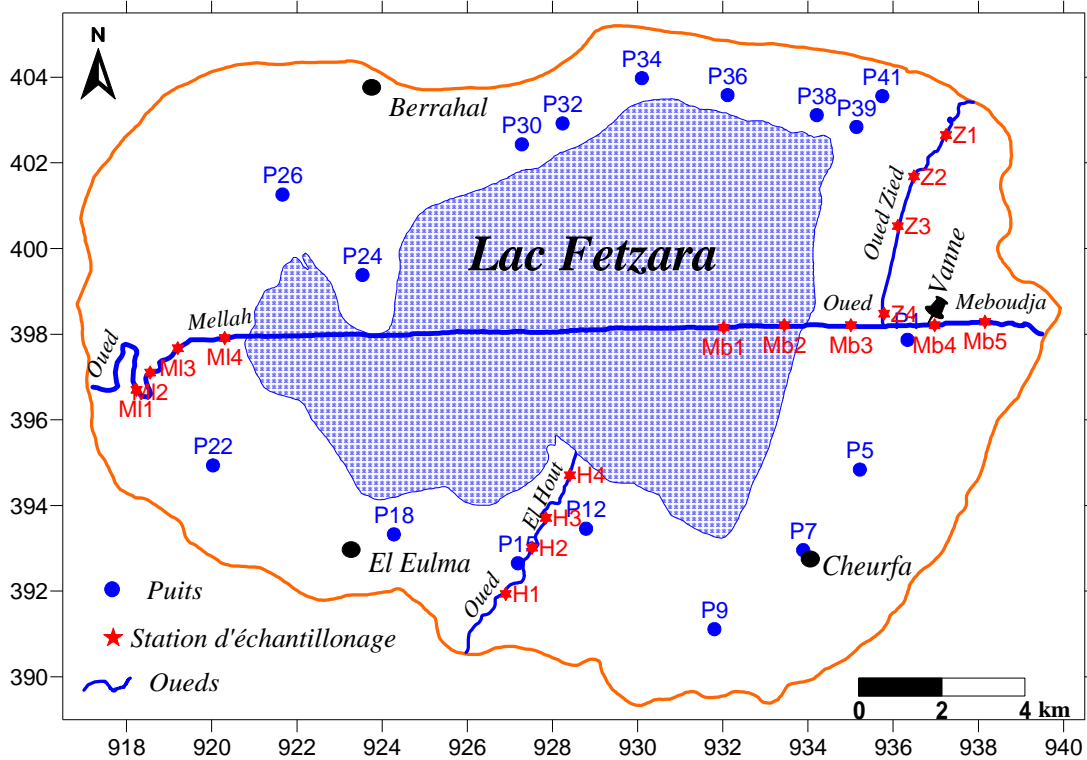 N
404
402
400
398
396
394
392
390
P34
P36
P41
P38
P39
P32
P30
Berrahal
Z1
P26
Z2
Oued Zied
Z3
Vanne
P24
Lac Fetzara
Oued
Meboudja
Z4
Mellah
Oued
Mb1
Mb2
Mb3
Mb4
Mb5
Ml4
Ml3
Ml2
Ml1
P22
P5
El Hout
H4
P18
H3
P12
H2
P7
El Eulma
Cheurfa
Oued
H1
P9
Puits
Station d'échantillonage
Oueds
0 2 4 km
918 920 922 924 926 928 930 932 934 936 938 940